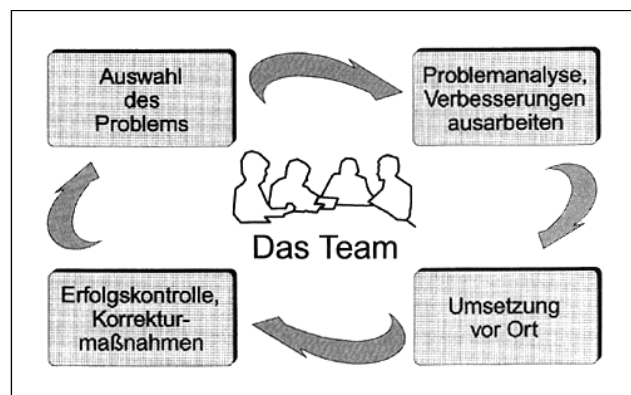 Auswahl
des
Problems
Problemanalyse,
Verbesserungen
ausarbeiten
Das Team
Erfolgskontrolle,
Korrektur-
maßnahmen
Umsetzung
vor Ort